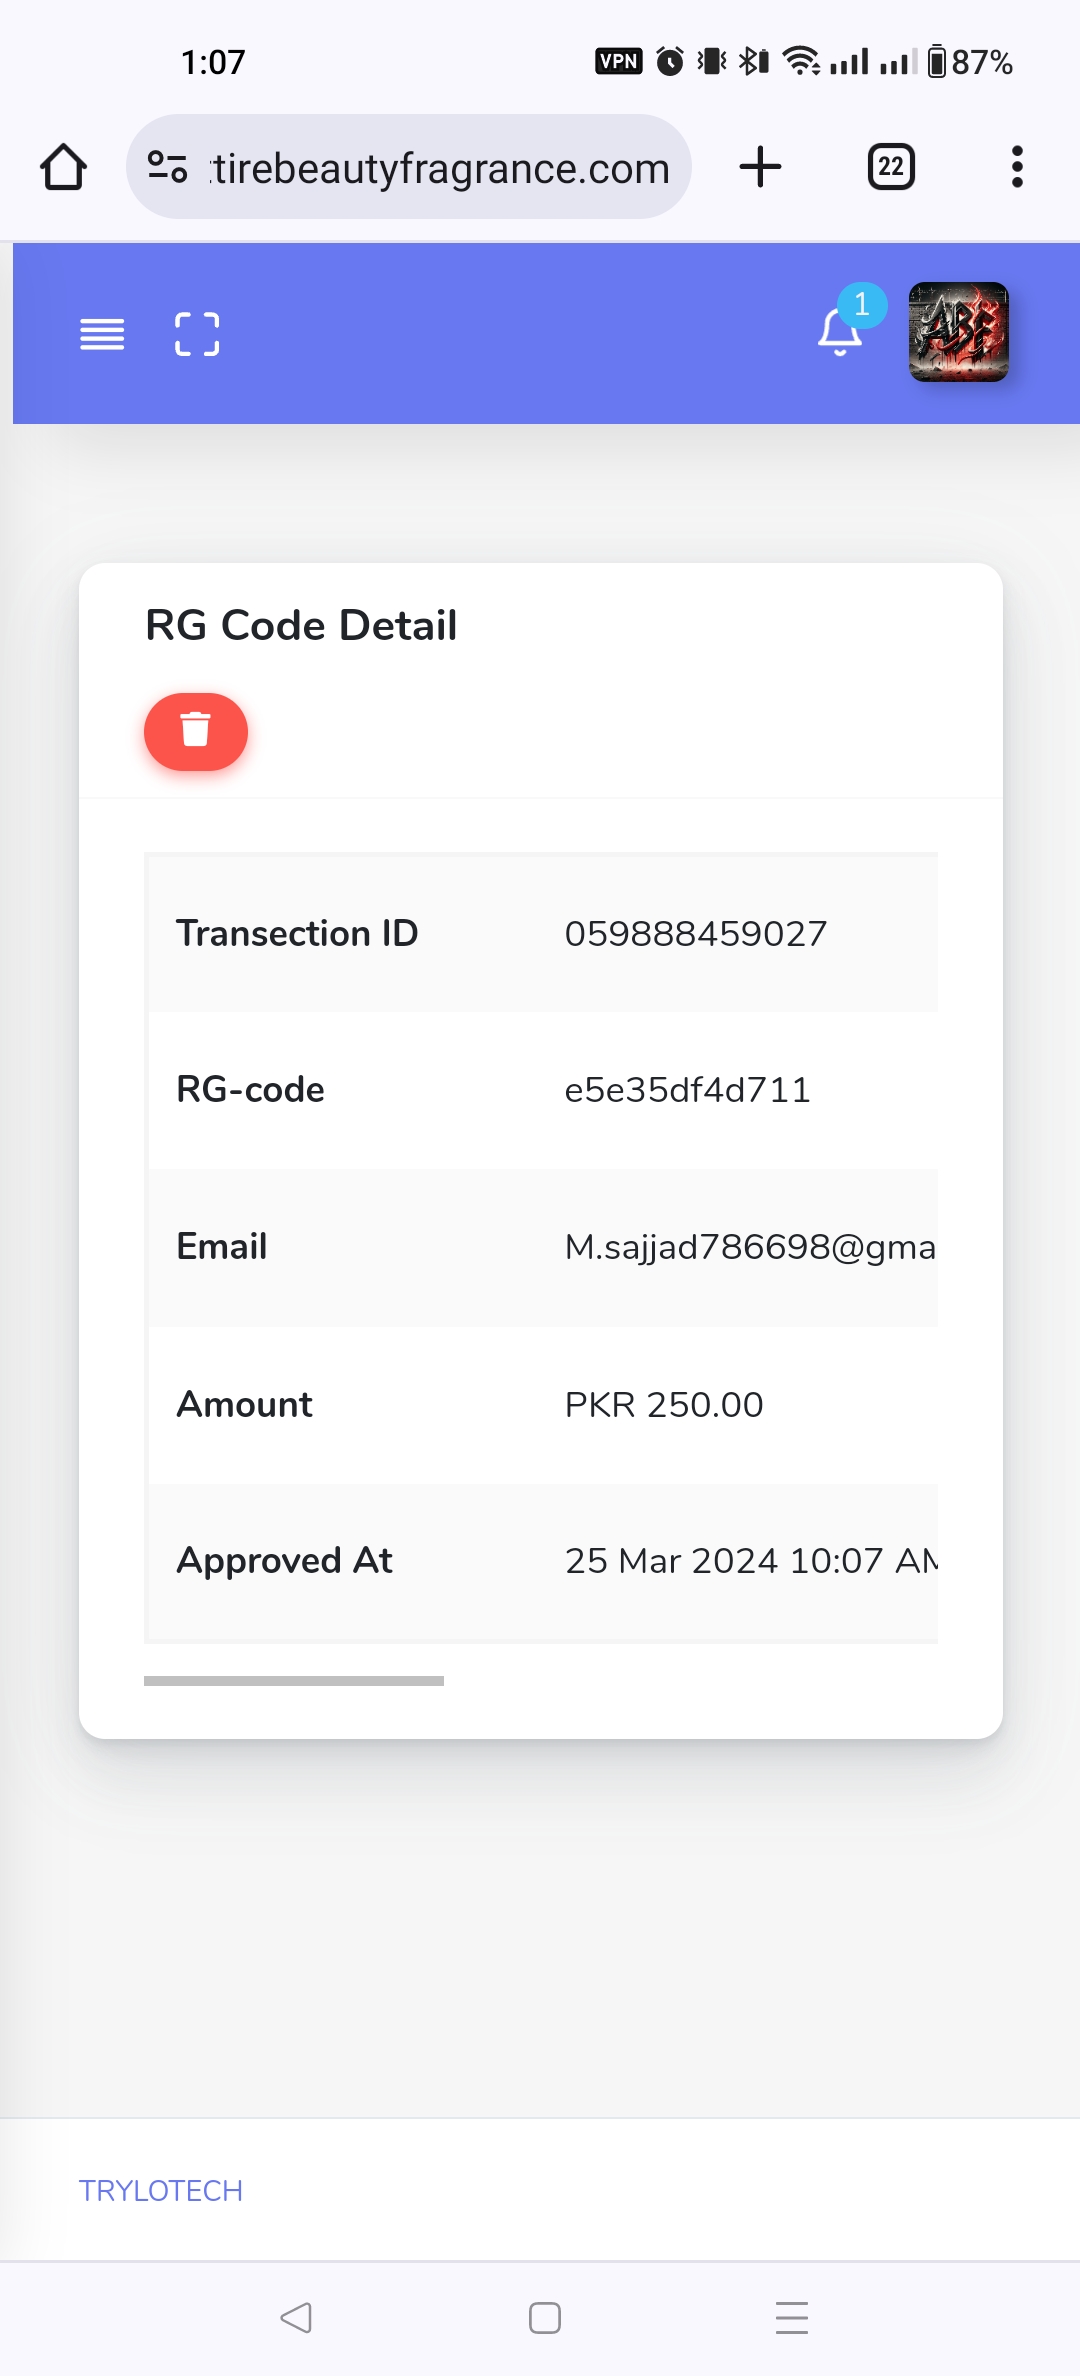 1:07
VPN
87%
tirebeautyfragrance.com
22
1
ABF
RG Code Detail
Transection ID 059888459027
RG-code e5e35df4d711
Email M.sajjad786698@gma
Amount PKR 250.00
Approved At 25 Mar 2024 10:07 AM
TRYLOTECH